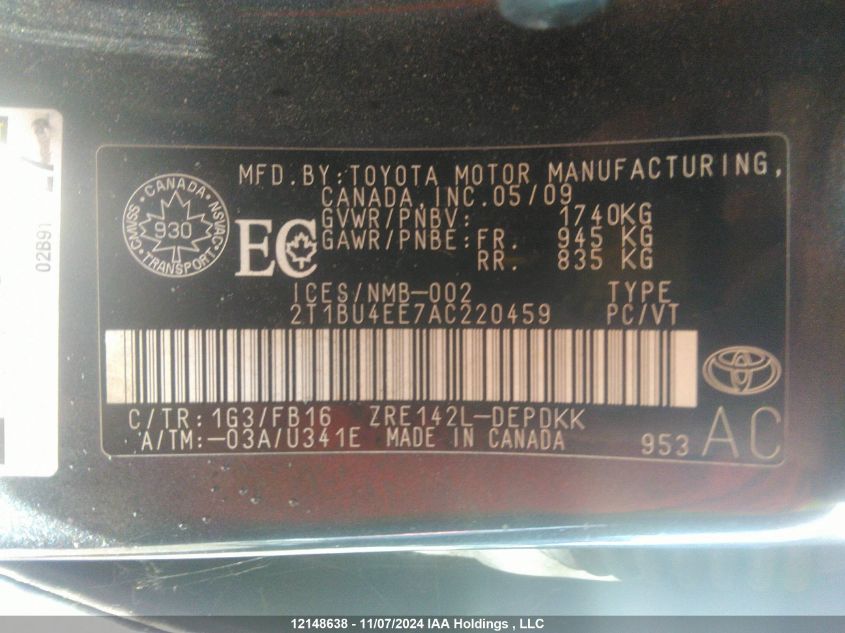 MFD.BY:TOYOTA MOTOR MANUFACTURING,
CANADA, INC.05/09
GVWR/PNBV: 1740KG
GAWR/PNBE:FR. 945 KG
RR. 835 KG
CANADA
CMVSS
930
NSVAC
TRANSPORT
EC
ICES/NMB-002 TYPE
2T1BU4EE7AC220459 PC/VT
C/TR:1G3/FB16 ZRE142L-DEPDKK
A/TM:-03A/U341E MADE IN CANADA
953 AC
02B91
12148638 - 11/07/2024 IAA Holdings , LLC